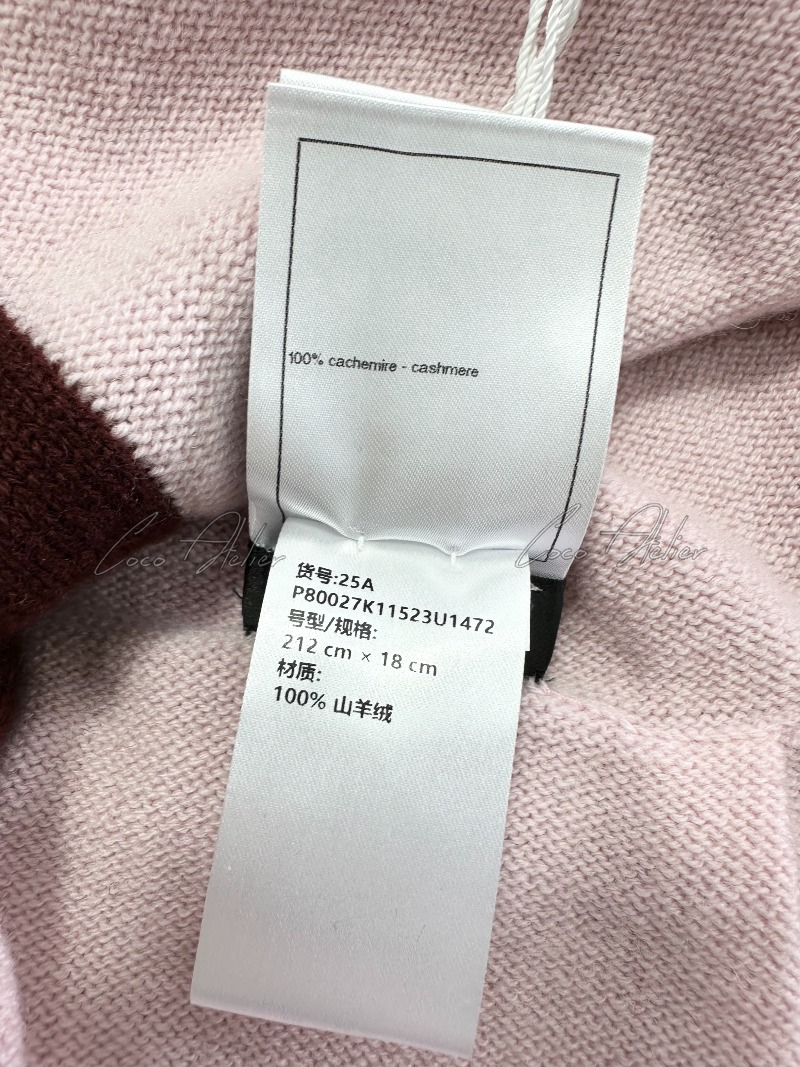 100% cachemire - cashmere
Coco Atelier
Coco Atelier
货号:25A
P80027K11523U1472
号型/规格:
212 cm × 18 cm
材质:
100% 山羊绒